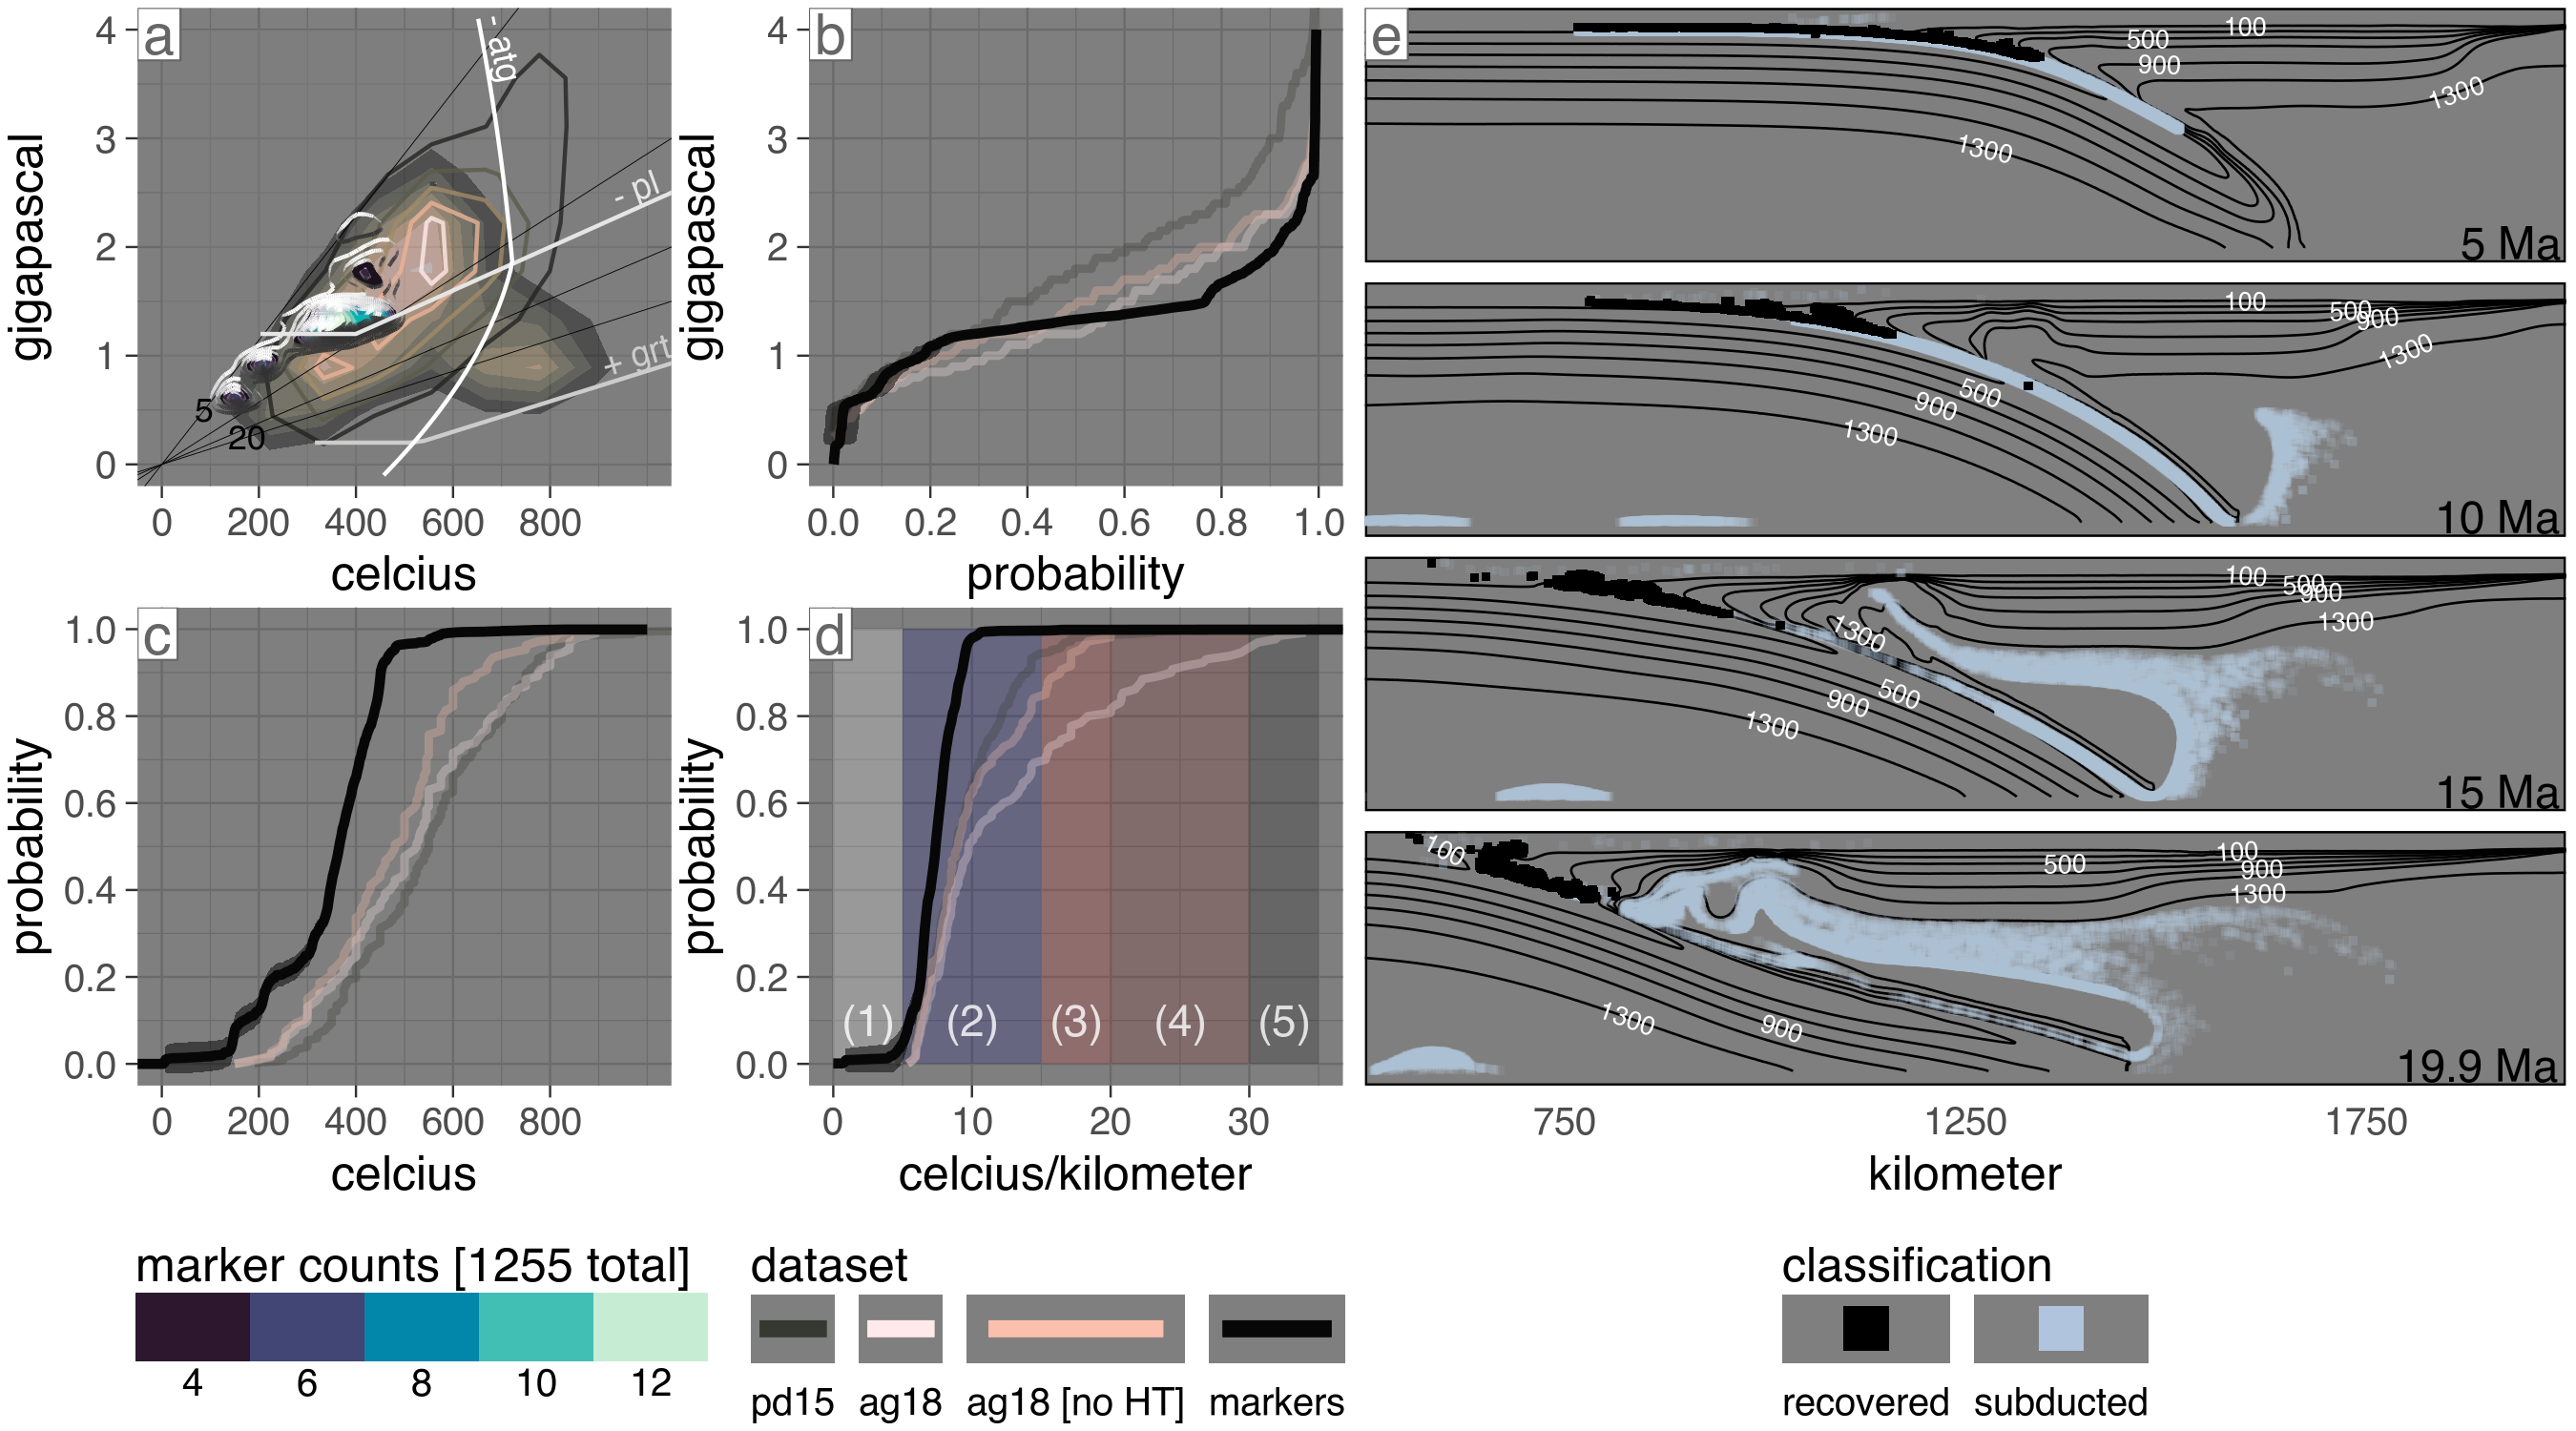 a
gigapascal
4
3
2
1
0
- atg
- pl
+ grt
5
20
0 200 400 600 800
celcius
b
gigapascal
4
3
2
1
0
0.0 0.2 0.4 0.6 0.8 1.0
probability
c
probability
1.0
0.8
0.6
0.4
0.2
0.0
0 200 400 600 800
celcius
d
probability
1.0
0.8
0.6
0.4
0.2
0.0
(1) (2) (3) (4) (5)
0 10 20 30
celcius/kilometer
e
100
500
900
1300
1300
5 Ma
100
500
900
1300
500
900
1300
10 Ma
100
500
900
1300
1300
500
900
1300
15 Ma
100
100
500
900
1300
1300
900
19.9 Ma
750 1250 1750
kilometer
marker counts [1255 total]
4 6 8 10 12
dataset
pd15 ag18 ag18 [no HT] markers
classification
recovered subducted